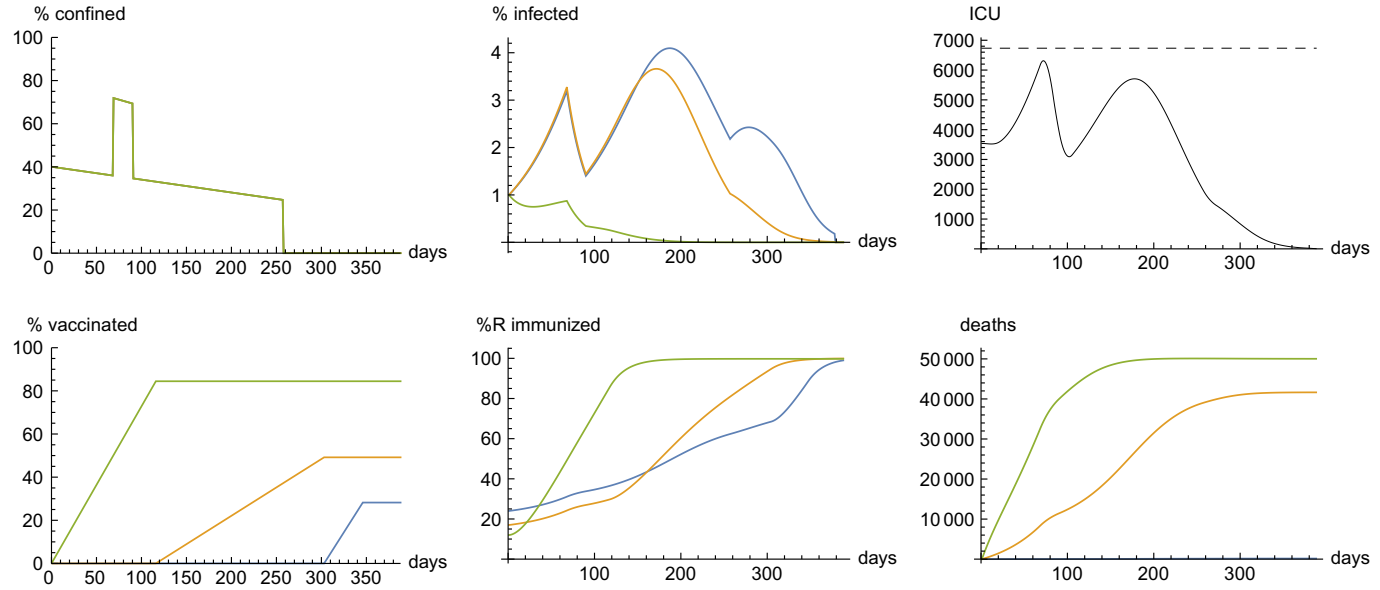 % confined
100
80
60
40
20
0
0 50 100 150 200 250 300 350 days
% infected
4
3
2
1
100 200 300 days
ICU
7000
6000
5000
4000
3000
2000
1000
100 200 300 days
% vaccinated
100
80
60
40
20
0
0 50 100 150 200 250 300 350 days
%R immunized
100
80
60
40
20
100 200 300 days
deaths
50 000
40 000
30 000
20 000
10 000
100 200 300 days